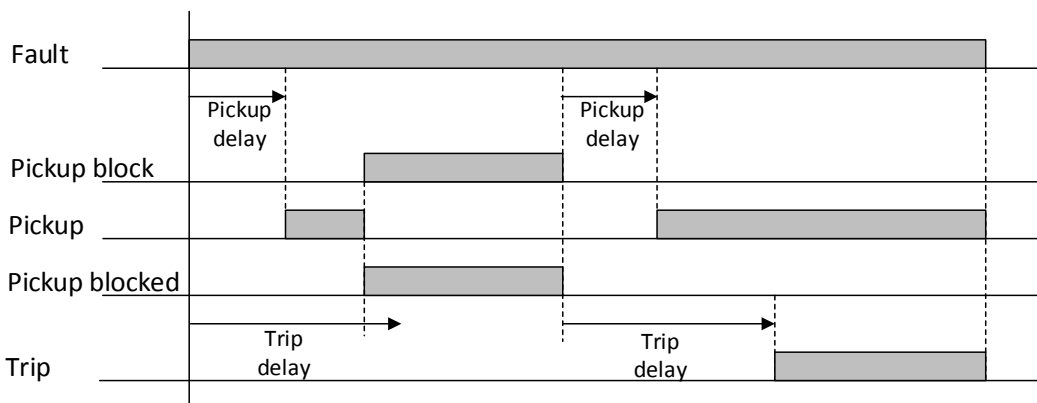 Fault
Pickup
delay
Pickup
delay
Pickup block
Pickup
Pickup blocked
Trip
delay
Trip
delay
Trip